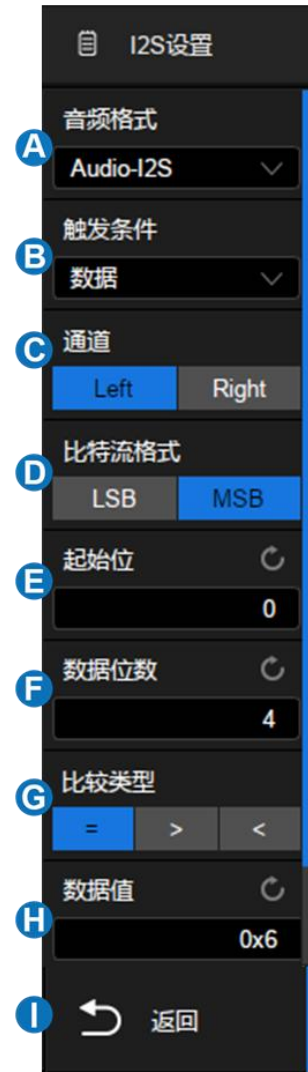 I2S设置
A
音频格式
Audio-I2S
B
触发条件
数据
C
通道
Left Right
D
比特流格式
LSB MSB
E
起始位
0
F
数据位数
4
G
比较类型
= > <
H
数据值
0x6
I
返回